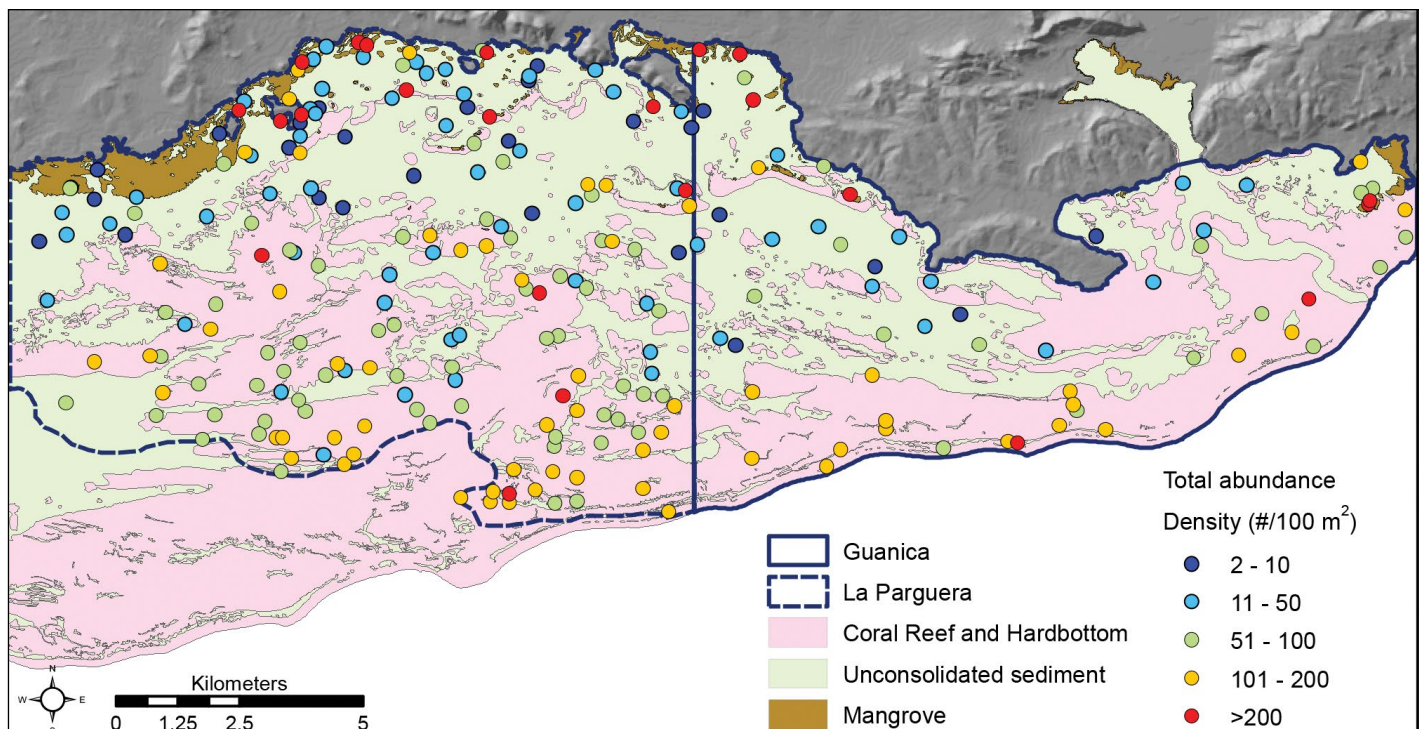 Total abundance
Density (#/100 m²)
Guanica
La Parguera
Coral Reef and Hardbottom
Unconsolidated sediment
Mangrove
2 - 10
11 - 50
51 - 100
101 - 200
>200
N
W
E
Kilometers
0 1.25 2.5 5